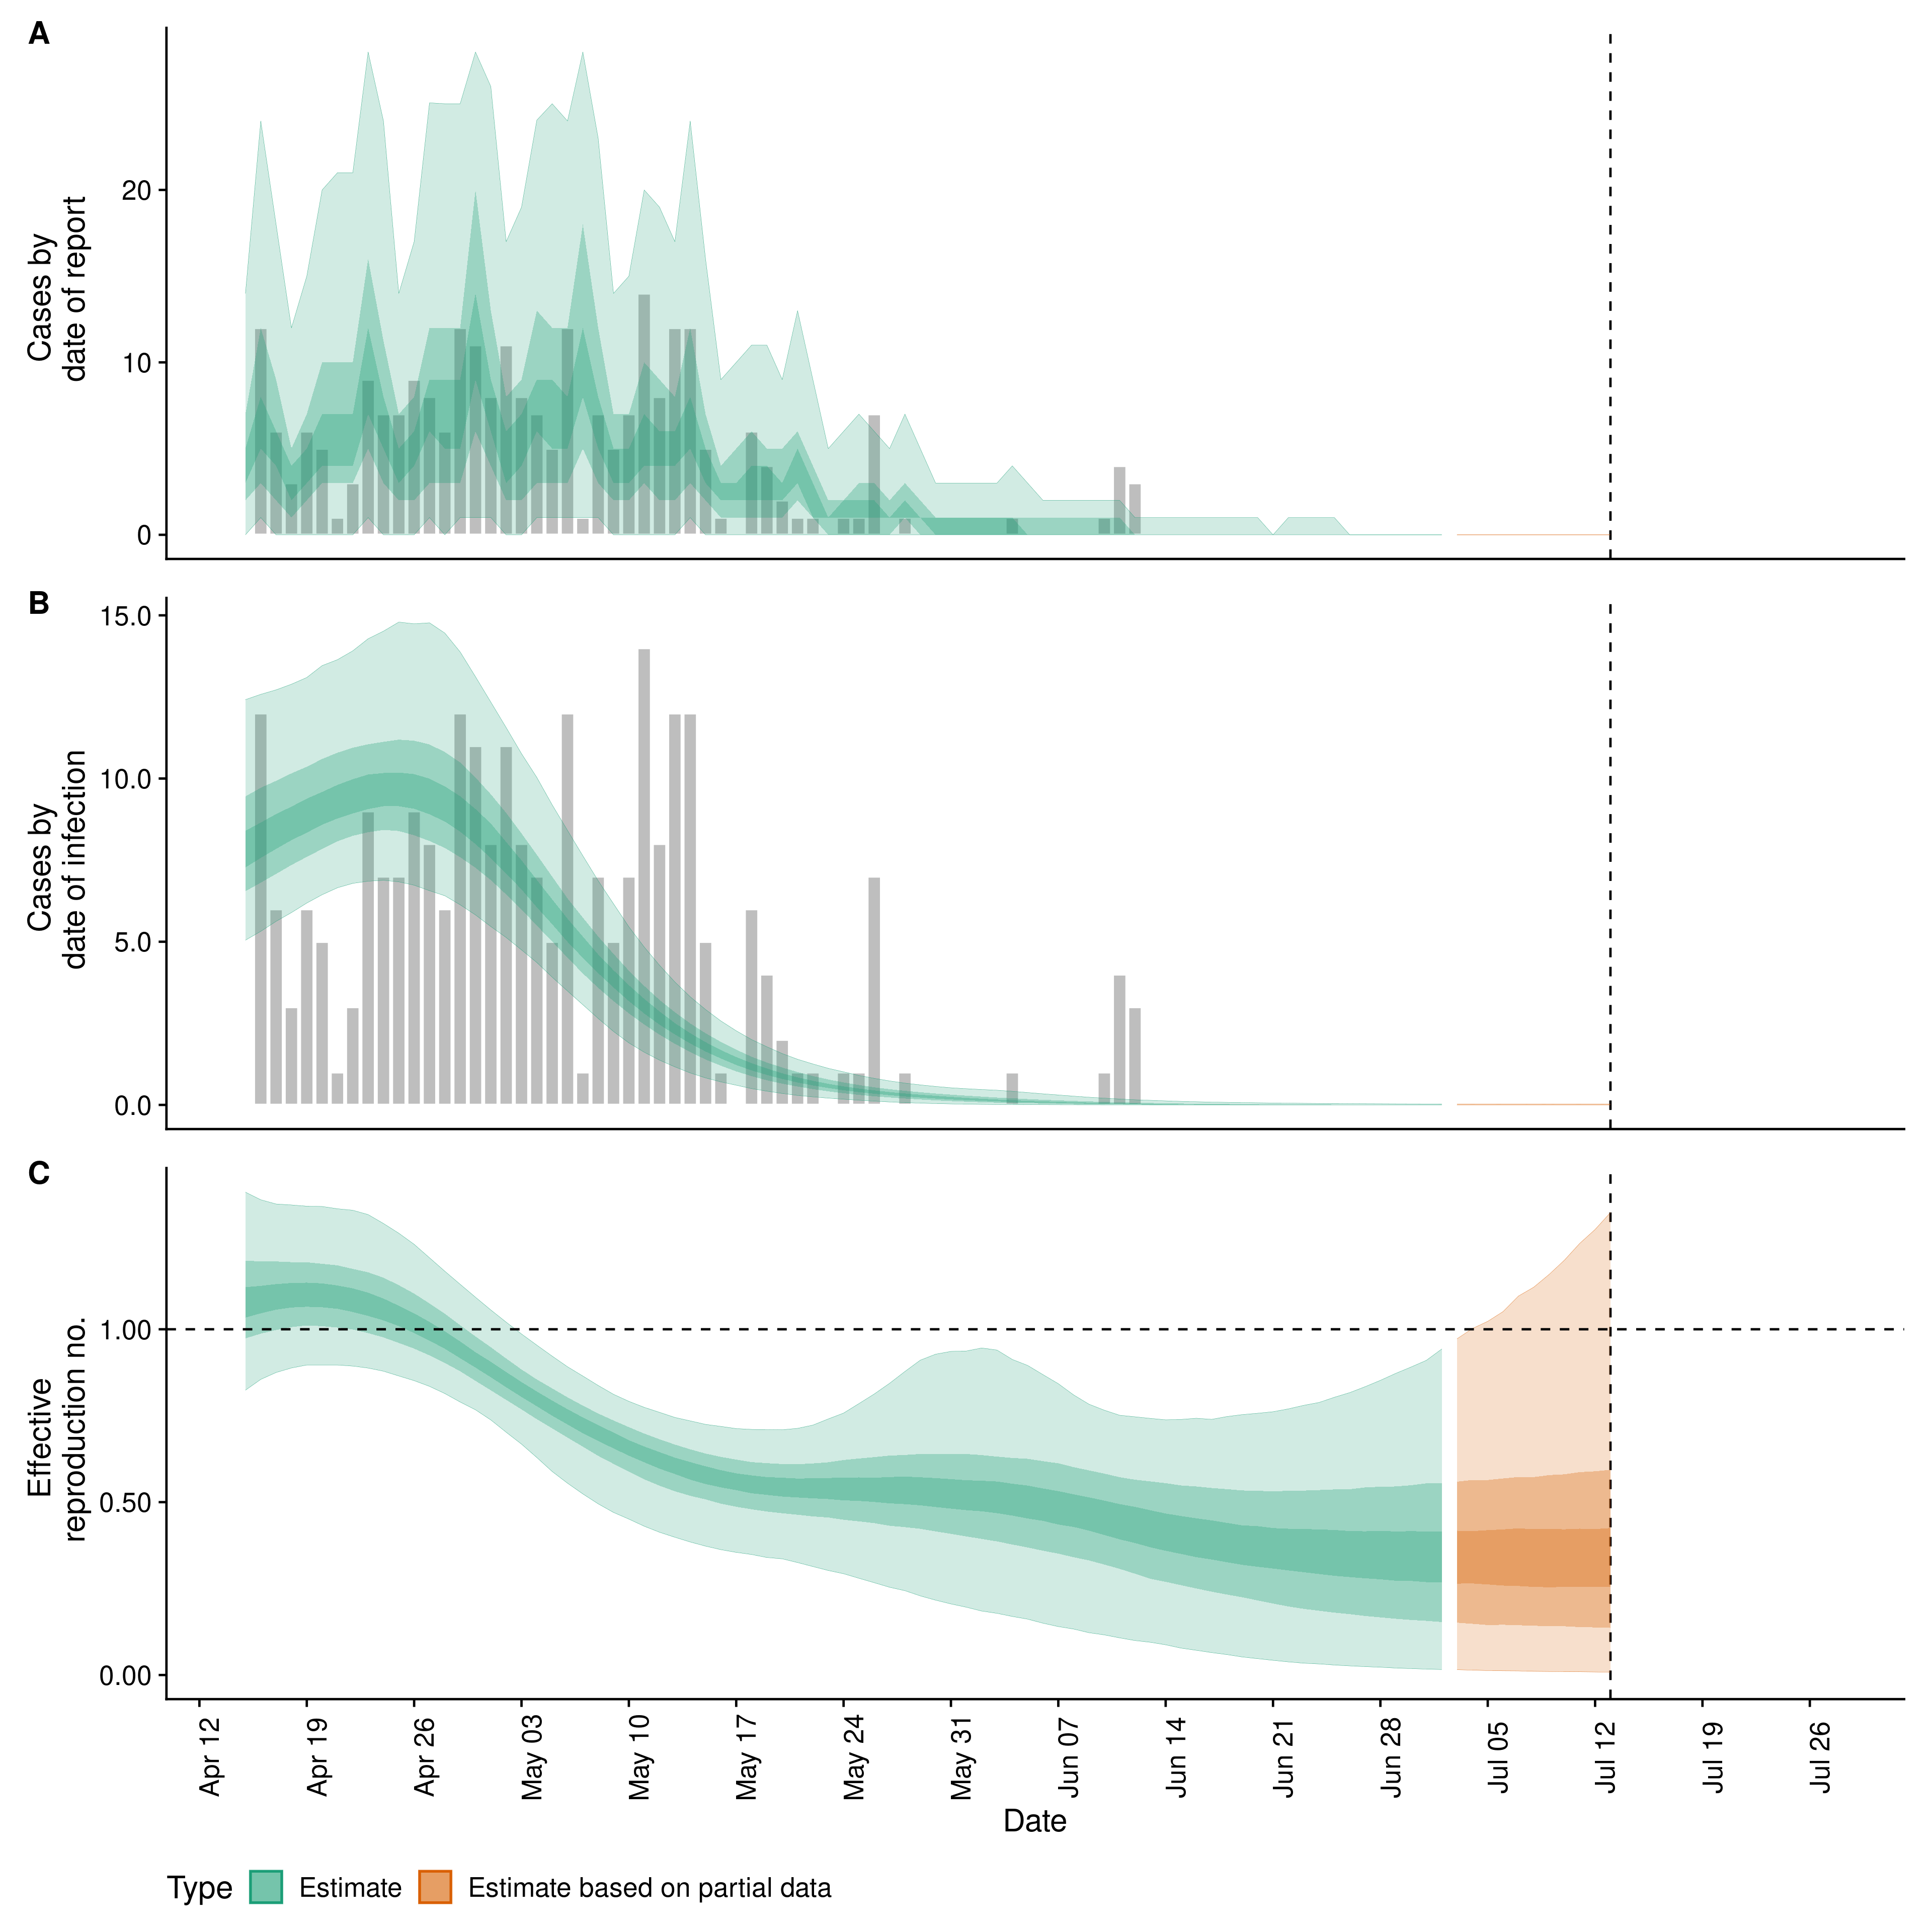 A
Cases by
date of report
20
10
0
B
Cases by
date of infection
15.0
10.0
5.0
0.0
C
Effective
reproduction no.
1.00
0.50
0.00
Apr 12
Apr 19
Apr 26
May 03
May 10
May 17
May 24
May 31
Jun 07
Jun 14
Jun 21
Jun 28
Jul 05
Jul 12
Jul 19
Jul 26
Date
Type Estimate Estimate based on partial data